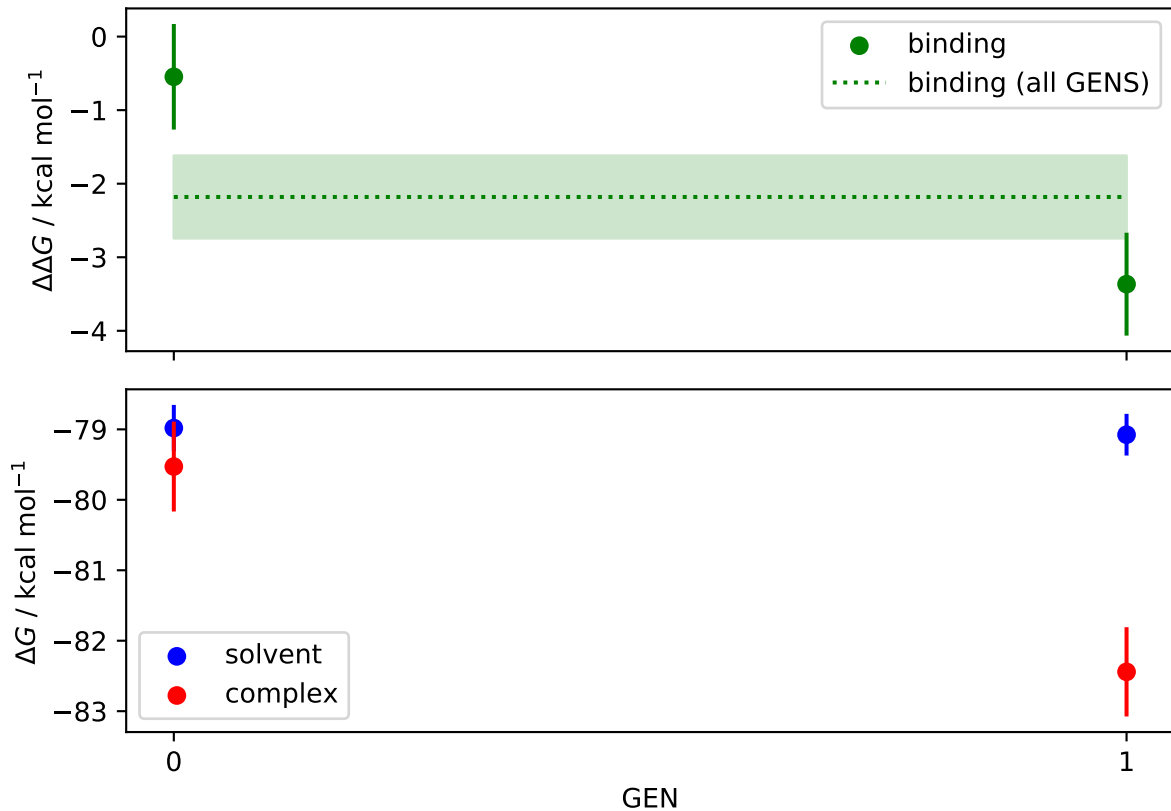 0
−1
−2
−3
−4
ΔΔG / kcal mol⁻¹
binding
binding (all GENS)
−79
−80
−81
−82
−83
ΔG / kcal mol⁻¹
solvent
complex
0
1
GEN